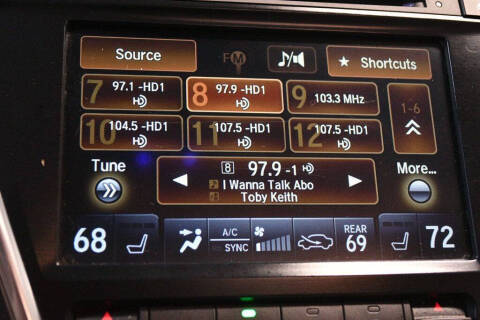 Source
FM
★ Shortcuts
7 97.1 -HD1
8 97.9 -HD1
9 103.3 MHz
1-6
10 104.5 -HD1
11 107.5 -HD1
12 107.5 -HD1
Tune
8 97.9 -1
I Wanna Talk Abo
Toby Keith
More...
68
A/C
SYNC
REAR
69
72